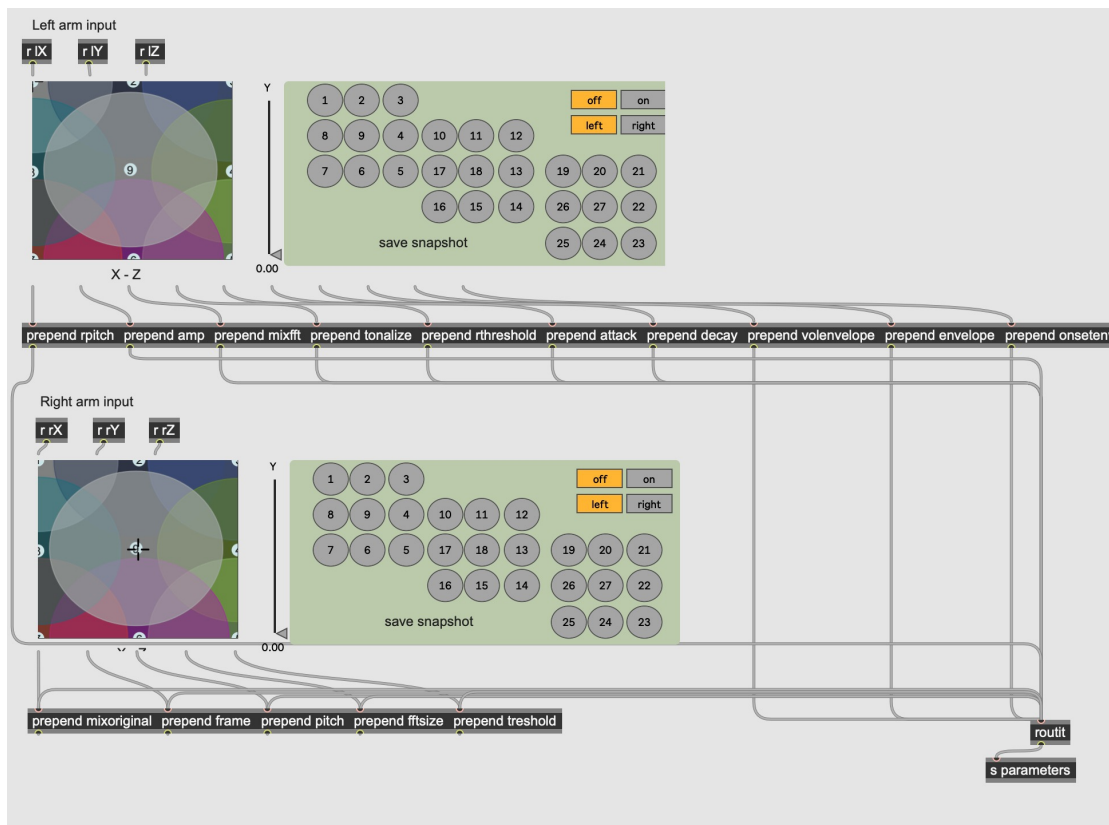 Left arm input
r lX r lY r lZ
2
9
Y
0.00
X - Z
1 2 3
8 9 4 10 11 12
7 6 5 17 18 13 19 20 21
16 15 14 26 27 22
25 24 23
off on
left right
save snapshot
prepend rpitch prepend amp prepend mixfft prepend tonalize prepend rthreshold prepend attack prepend decay prepend volenvelope prepend envelope prepend onsetent
Right arm input
r rX r rY r rZ
Y
0.00
1 2 3
8 9 4 10 11 12
7 6 5 17 18 13 19 20 21
16 15 14 26 27 22
25 24 23
off on
left right
save snapshot
prepend mixoriginal prepend frame prepend pitch prepend fftsize prepend treshold
routit
s parameters